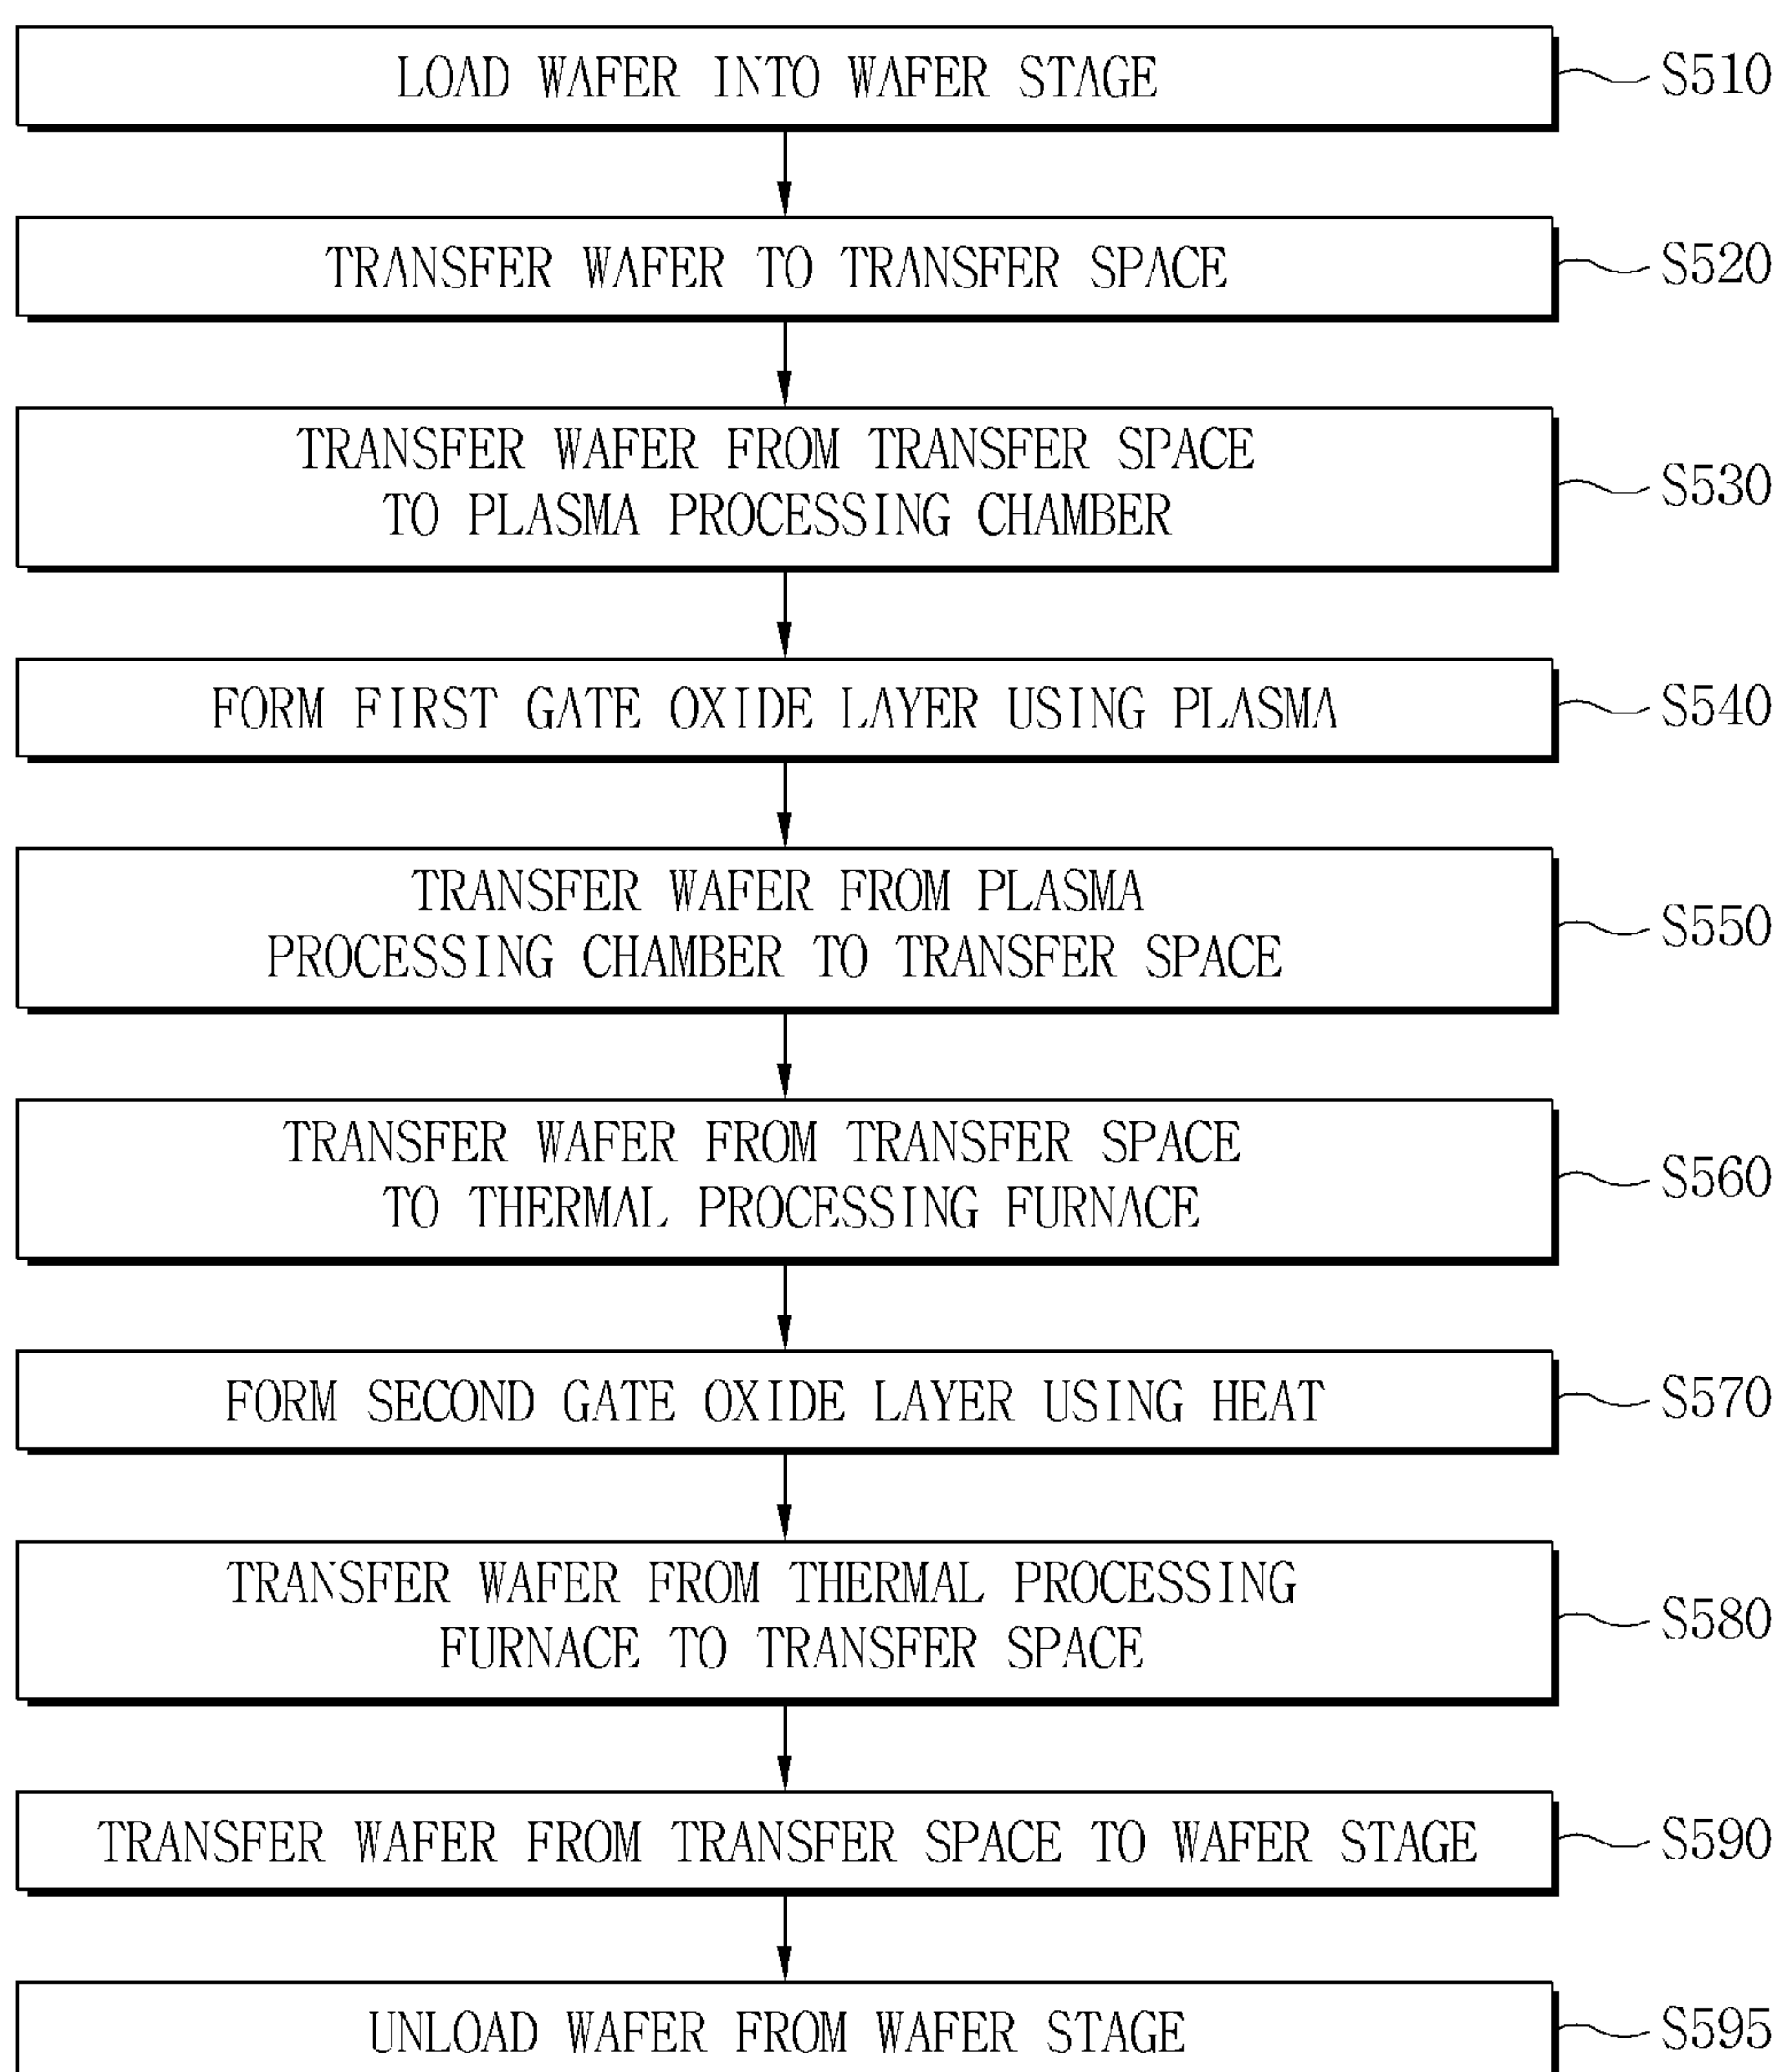 LOAD WAFER INTO WAFER STAGE
S510
TRANSFER WAFER TO TRANSFER SPACE
S520
TRANSFER WAFER FROM TRANSFER SPACE
TO PLASMA PROCESSING CHAMBER
S530
FORM FIRST GATE OXIDE LAYER USING PLASMA
S540
TRANSFER WAFER FROM PLASMA
PROCESSING CHAMBER TO TRANSFER SPACE
S550
TRANSFER WAFER FROM TRANSFER SPACE
TO THERMAL PROCESSING FURNACE
S560
FORM SECOND GATE OXIDE LAYER USING HEAT
S570
TRANSFER WAFER FROM THERMAL PROCESSING
FURNACE TO TRANSFER SPACE
S580
TRANSFER WAFER FROM TRANSFER SPACE TO WAFER STAGE
S590
UNLOAD WAFER FROM WAFER STAGE
S595